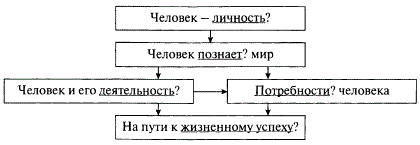 Человек – личность?
Человек познает? мир
Человек и его деятельность?
Потребности? человека
На пути к жизненному успеху?